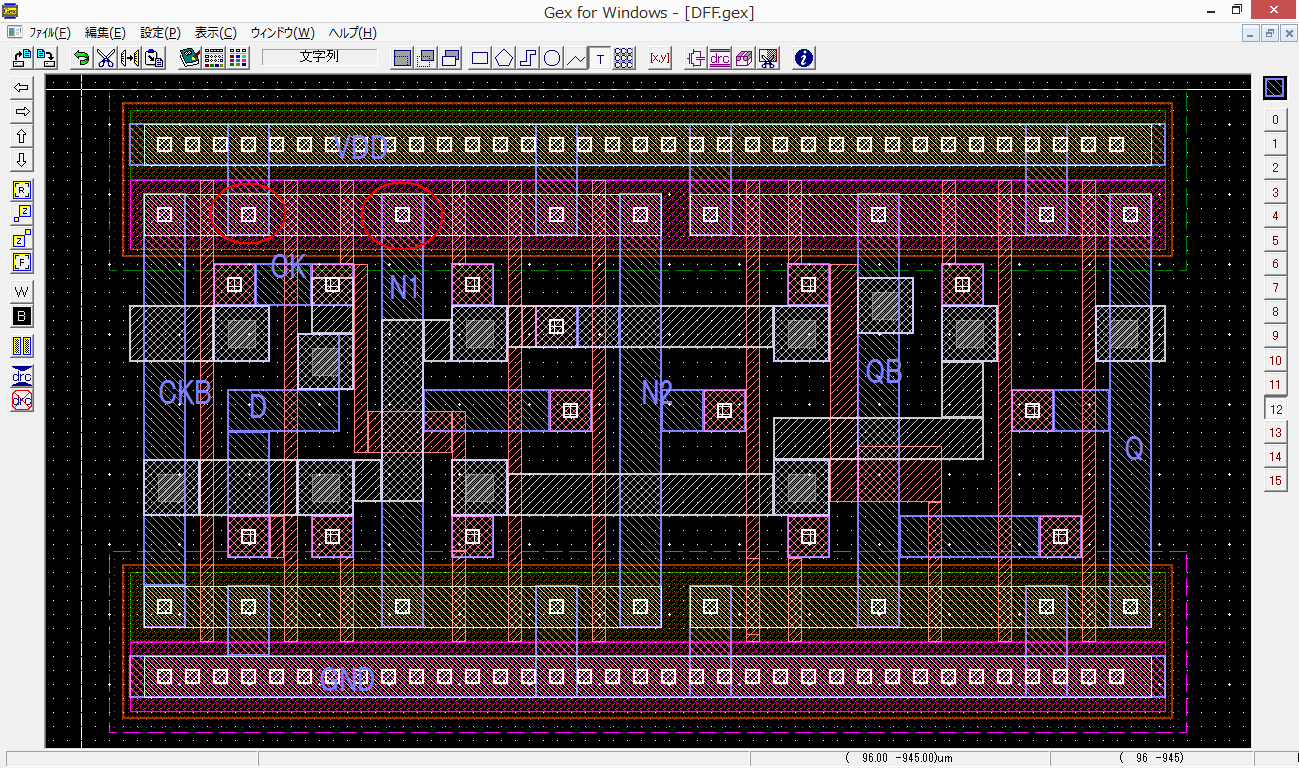 Gex for Windows - [DFF.gex]
ﾌｧｲﾙ(F) 編集(E) 設定(P) 表示(C) ウィンドウ(W) ヘルプ(H)
文字列 T [x,y] drc i
R
Z
Z
F
W
B
drc
drc
VDD
CK
N1
QB
CKB
D
N2
Q
GND
0
1
2
3
4
5
6
7
8
9
10
11
12
13
14
15
( 96.00 -945.00)um ( 96 -945)